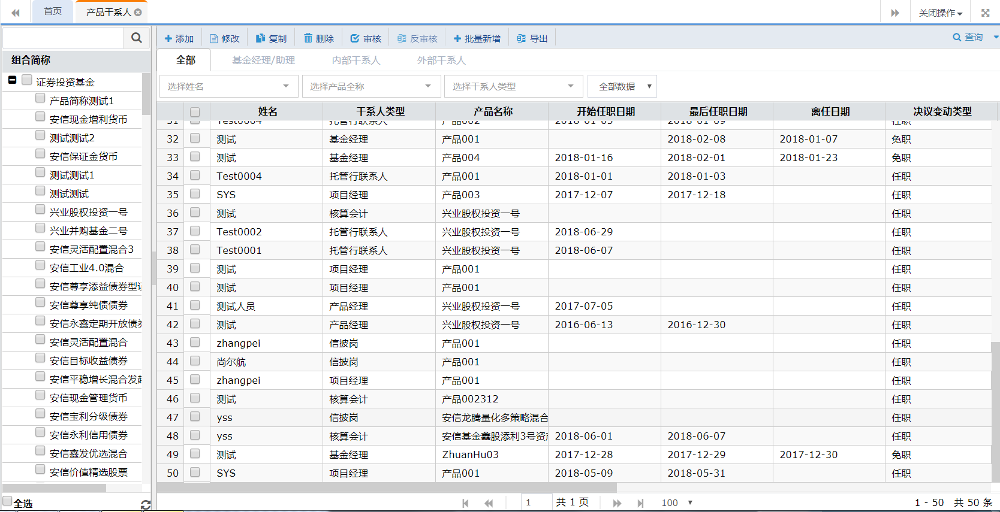 首页 产品干系人 关闭操作
添加 修改 复制 删除 审核 反审核 批量新增 导出 查询
组合简称
证券投资基金
产品简称测试1
安信现金增利货币
测试测试2
安信保证金货币
测试测试1
测试测试
兴业股权投资一号
兴业并购基金二号
安信灵活配置混合3
安信工业4.0混合
安信尊享添益债券型
安信尊享纯债债券
安信永鑫定期开放债券
安信灵活配置混合
安信目标收益债券
安信平稳增长混合发起
安信现金管理货币
安信宝利分级债券
安信永利信用债券
安信鑫发优选混合
安信价值精选股票
全选
全部 基金经理/助理 内部干系人 外部干系人
选择姓名 选择产品全称 选择干系人类型 全部数据
姓名 干系人类型 产品名称 开始任职日期 最后任职日期 离任日期 决议变动类型
31 Test0004 托管行联系人 产品002 2018-01-05 2018-01-09 任职
32 测试 基金经理 产品001 2018-02-08 2018-01-07 免职
33 测试 基金经理 产品004 2018-01-16 2018-02-01 2018-01-23 免职
34 Test0004 托管行联系人 产品001 2018-01-01 2018-01-03 任职
35 SYS 项目经理 产品003 2017-12-07 2017-12-18 任职
36 测试 核算会计 兴业股权投资一号 任职
37 Test0002 托管行联系人 兴业股权投资一号 2018-06-29 任职
38 Test0001 托管行联系人 兴业股权投资一号 2018-06-07 任职
39 测试 项目经理 产品001 任职
40 测试 项目经理 产品001 任职
41 测试人员 产品经理 兴业股权投资一号 2017-07-05 任职
42 测试 产品经理 兴业股权投资一号 2016-06-13 2016-12-30 任职
43 zhangpei 信披岗 产品001 任职
44 尚尔航 信披岗 产品001 任职
45 zhangpei 项目经理 产品001 任职
46 测试 核算会计 产品002312 任职
47 yss 信披岗 安信龙腾量化多策略混合 任职
48 yss 核算会计 安信基金鑫股添利3号资产 2018-06-01 2018-06-07 任职
49 测试 基金经理 ZhuanHu03 2017-12-28 2017-12-29 2017-12-30 免职
50 SYS 项目经理 产品001 2018-05-09 2018-05-31 任职
1 共 1 页 100 1 - 50 共 50 条